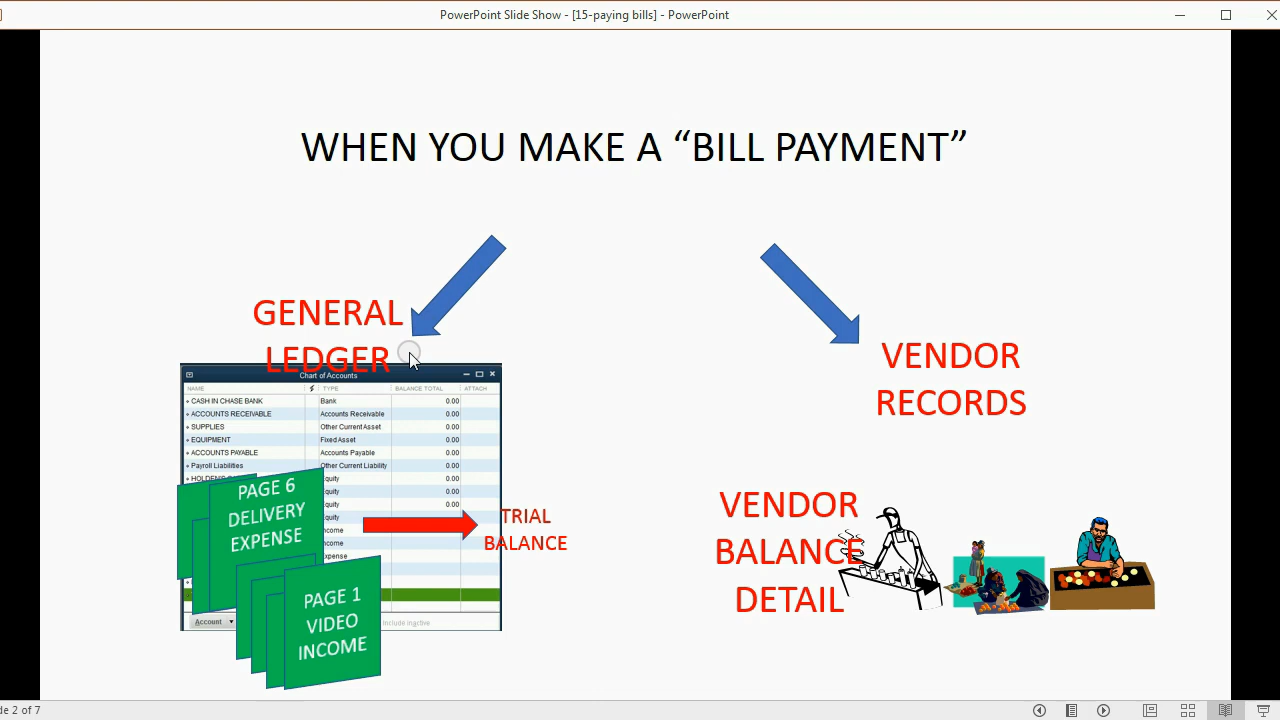 PowerPoint Slide Show - [15-paying bills] - PowerPoint
WHEN YOU MAKE A “BILL PAYMENT”
GENERAL
LEDGER
Chart of Accounts
NAME TYPE BALANCE TOTAL ATTACH
CASH IN CHASE BANK Bank 0.00
ACCOUNTS RECEIVABLE Accounts Receivable 0.00
SUPPLIES Other Current Asset 0.00
EQUIPMENT Fixed Asset 0.00
ACCOUNTS PAYABLE Accounts Payable 0.00
Payroll Liabilities Other Current Liability 0.00
0.00
0.00
0.00
Account
PAGE 6
DELIVERY
EXPENSE
PAGE 1
VIDEO
INCOME
TRIAL
BALANCE
VENDOR
RECORDS
VENDOR
BALANCE
DETAIL
2 of 7